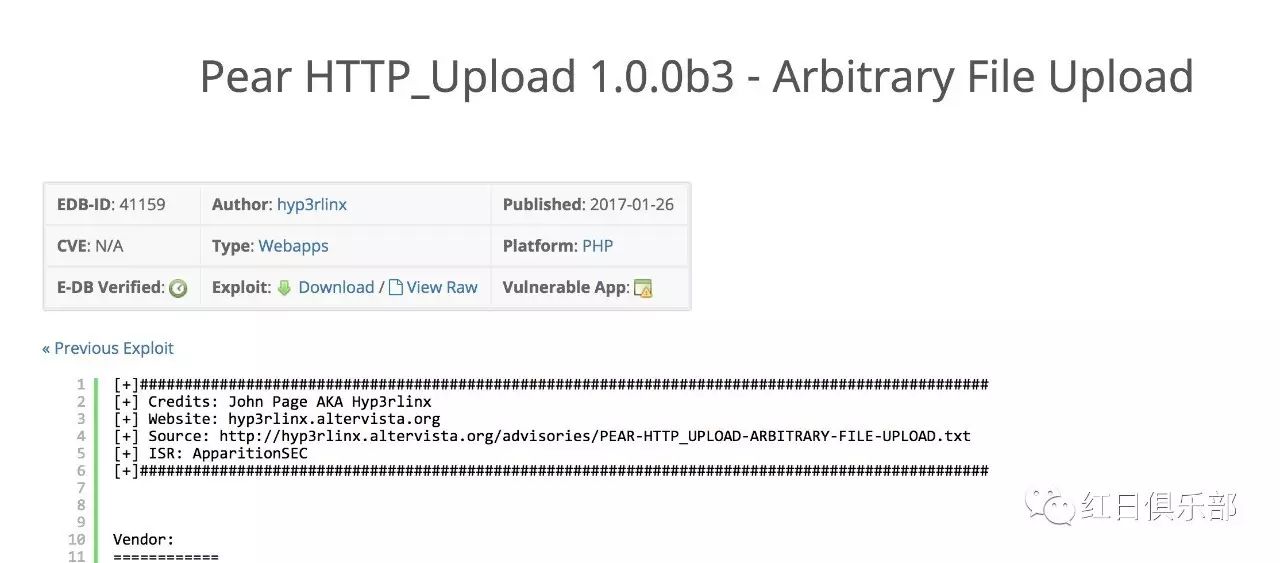 Pear HTTP_Upload 1.0.0b3 - Arbitrary File Upload
EDB-ID: 41159 Author: hyp3rlinx Published: 2017-01-26
CVE: N/A Type: Webapps Platform: PHP
E-DB Verified: Exploit: Download / View Raw Vulnerable App:
« Previous Exploit
1 [+]################################################################################################
2 [+] Credits: John Page AKA Hyp3rlinx
3 [+] Website: hyp3rlinx.altervista.org
4 [+] Source: http://hyp3rlinx.altervista.org/advisories/PEAR-HTTP_UPLOAD-ARBITRARY-FILE-UPLOAD.txt
5 [+] ISR: ApparitionSEC
6 [+]################################################################################################
7
8
9
10 Vendor:
11 ============
红日俱乐部